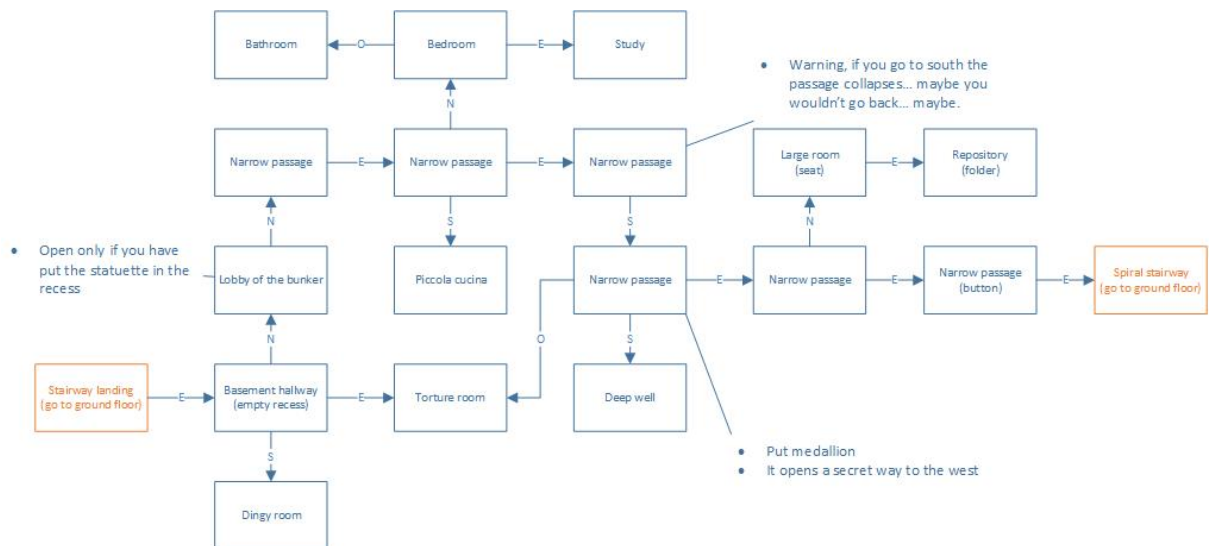 Bathroom
O
Bedroom
E
Study
N
• Warning, if you go to south the
passage collapses... maybe you
wouldn't go back... maybe.
Narrow passage
E
Narrow passage
E
Narrow passage
Large room
(seat)
E
Repository
(folder)
N
S
S
N
• Open only if you have
put the statuette in the
recess
Lobby of the bunker
Piccola cucina
Narrow passage
E
Narrow passage
E
Narrow passage
(button)
E
Spiral stairway
(go to ground floor)
N
O
S
Stairway landing
(go to ground floor)
E
Basement hallway
(empty recess)
E
Torture room
Deep well
S
• Put medallion
• It opens a secret way to the west
Dingy room